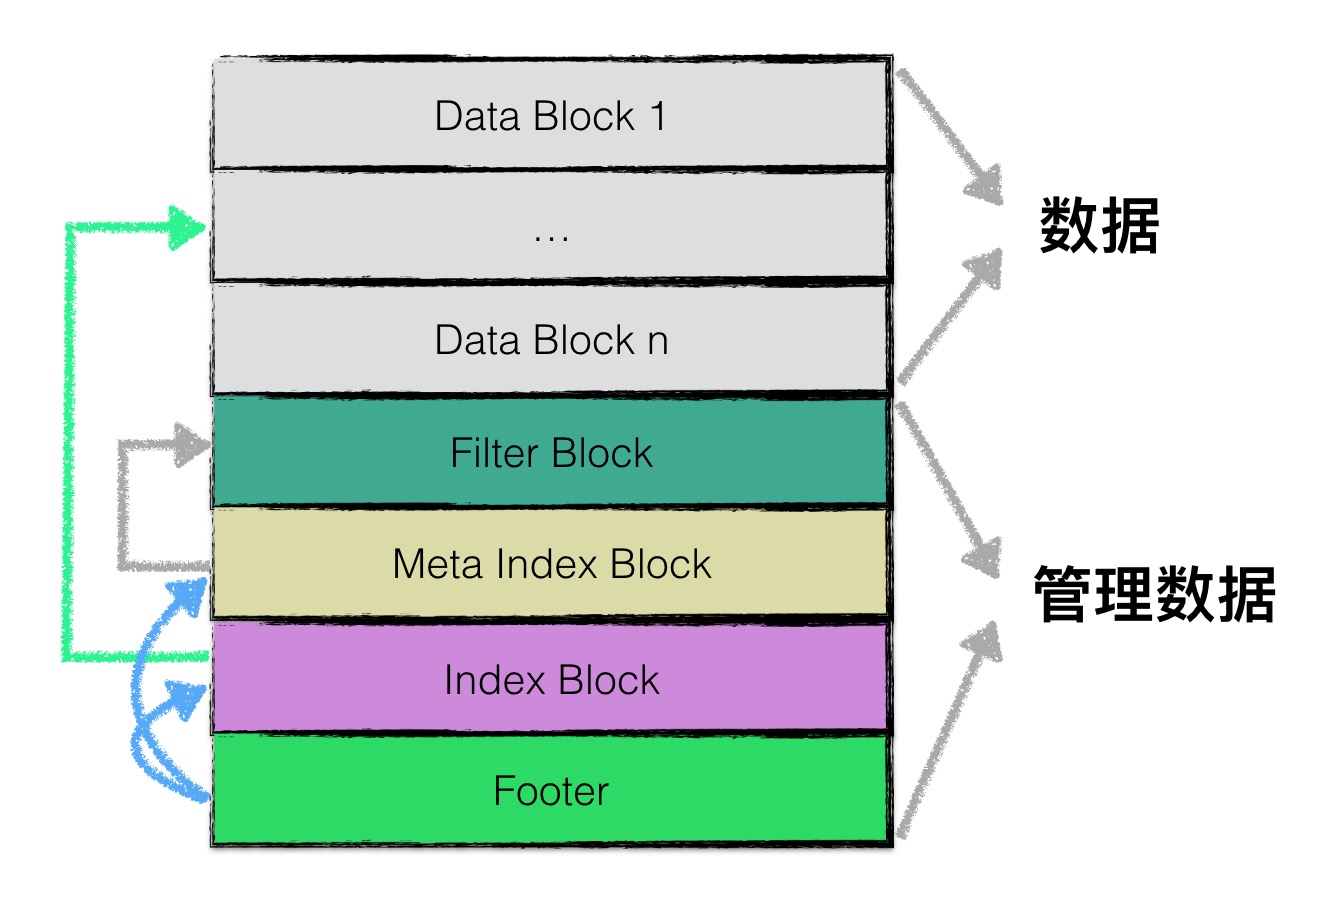 Data Block 1
...
Data Block n
Filter Block
Meta Index Block
Index Block
Footer
数据
管理数据